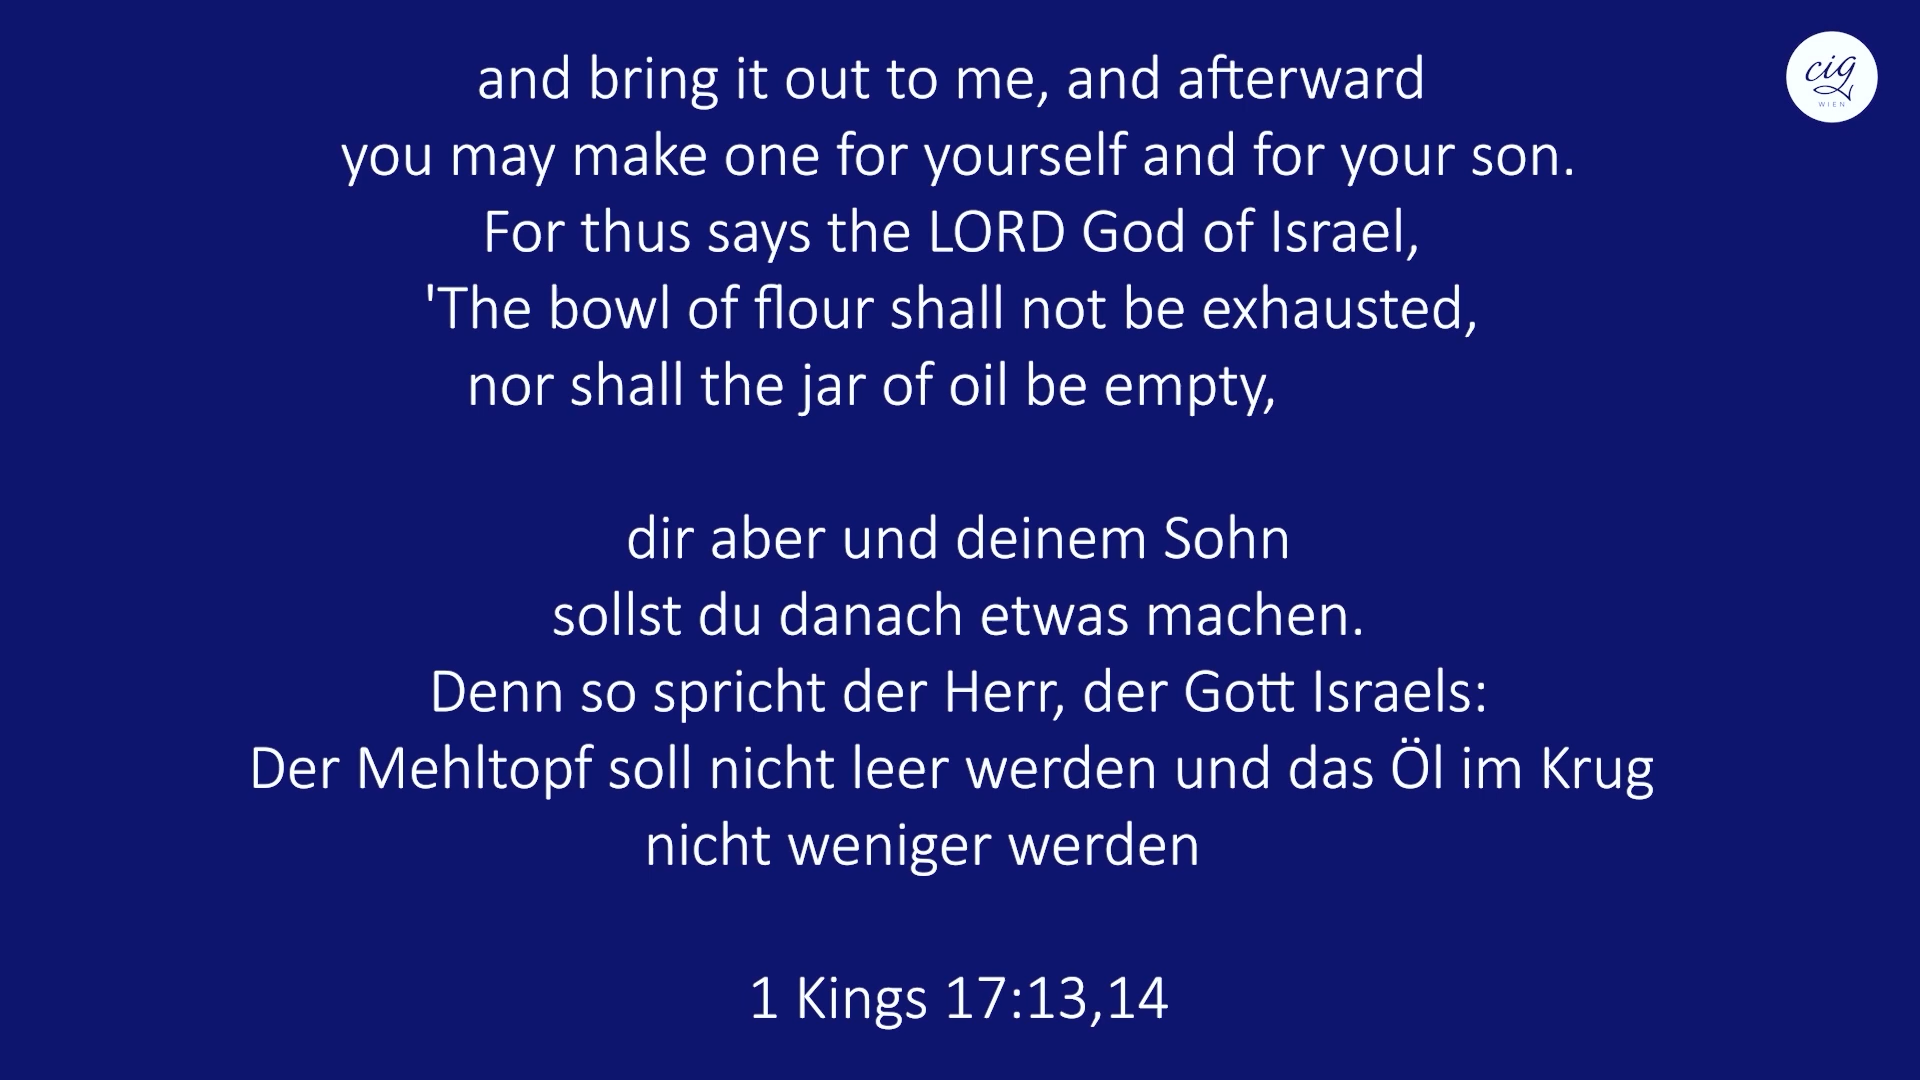 and bring it out to me, and afterward
you may make one for yourself and for your son.
For thus says the LORD God of Israel,
'The bowl of flour shall not be exhausted,
nor shall the jar of oil be empty,
dir aber und deinem Sohn
sollst du danach etwas machen.
Denn so spricht der Herr, der Gott Israels:
Der Mehltopf soll nicht leer werden und das Öl im Krug
nicht weniger werden
1 Kings 17:13,14
cig
WIEN